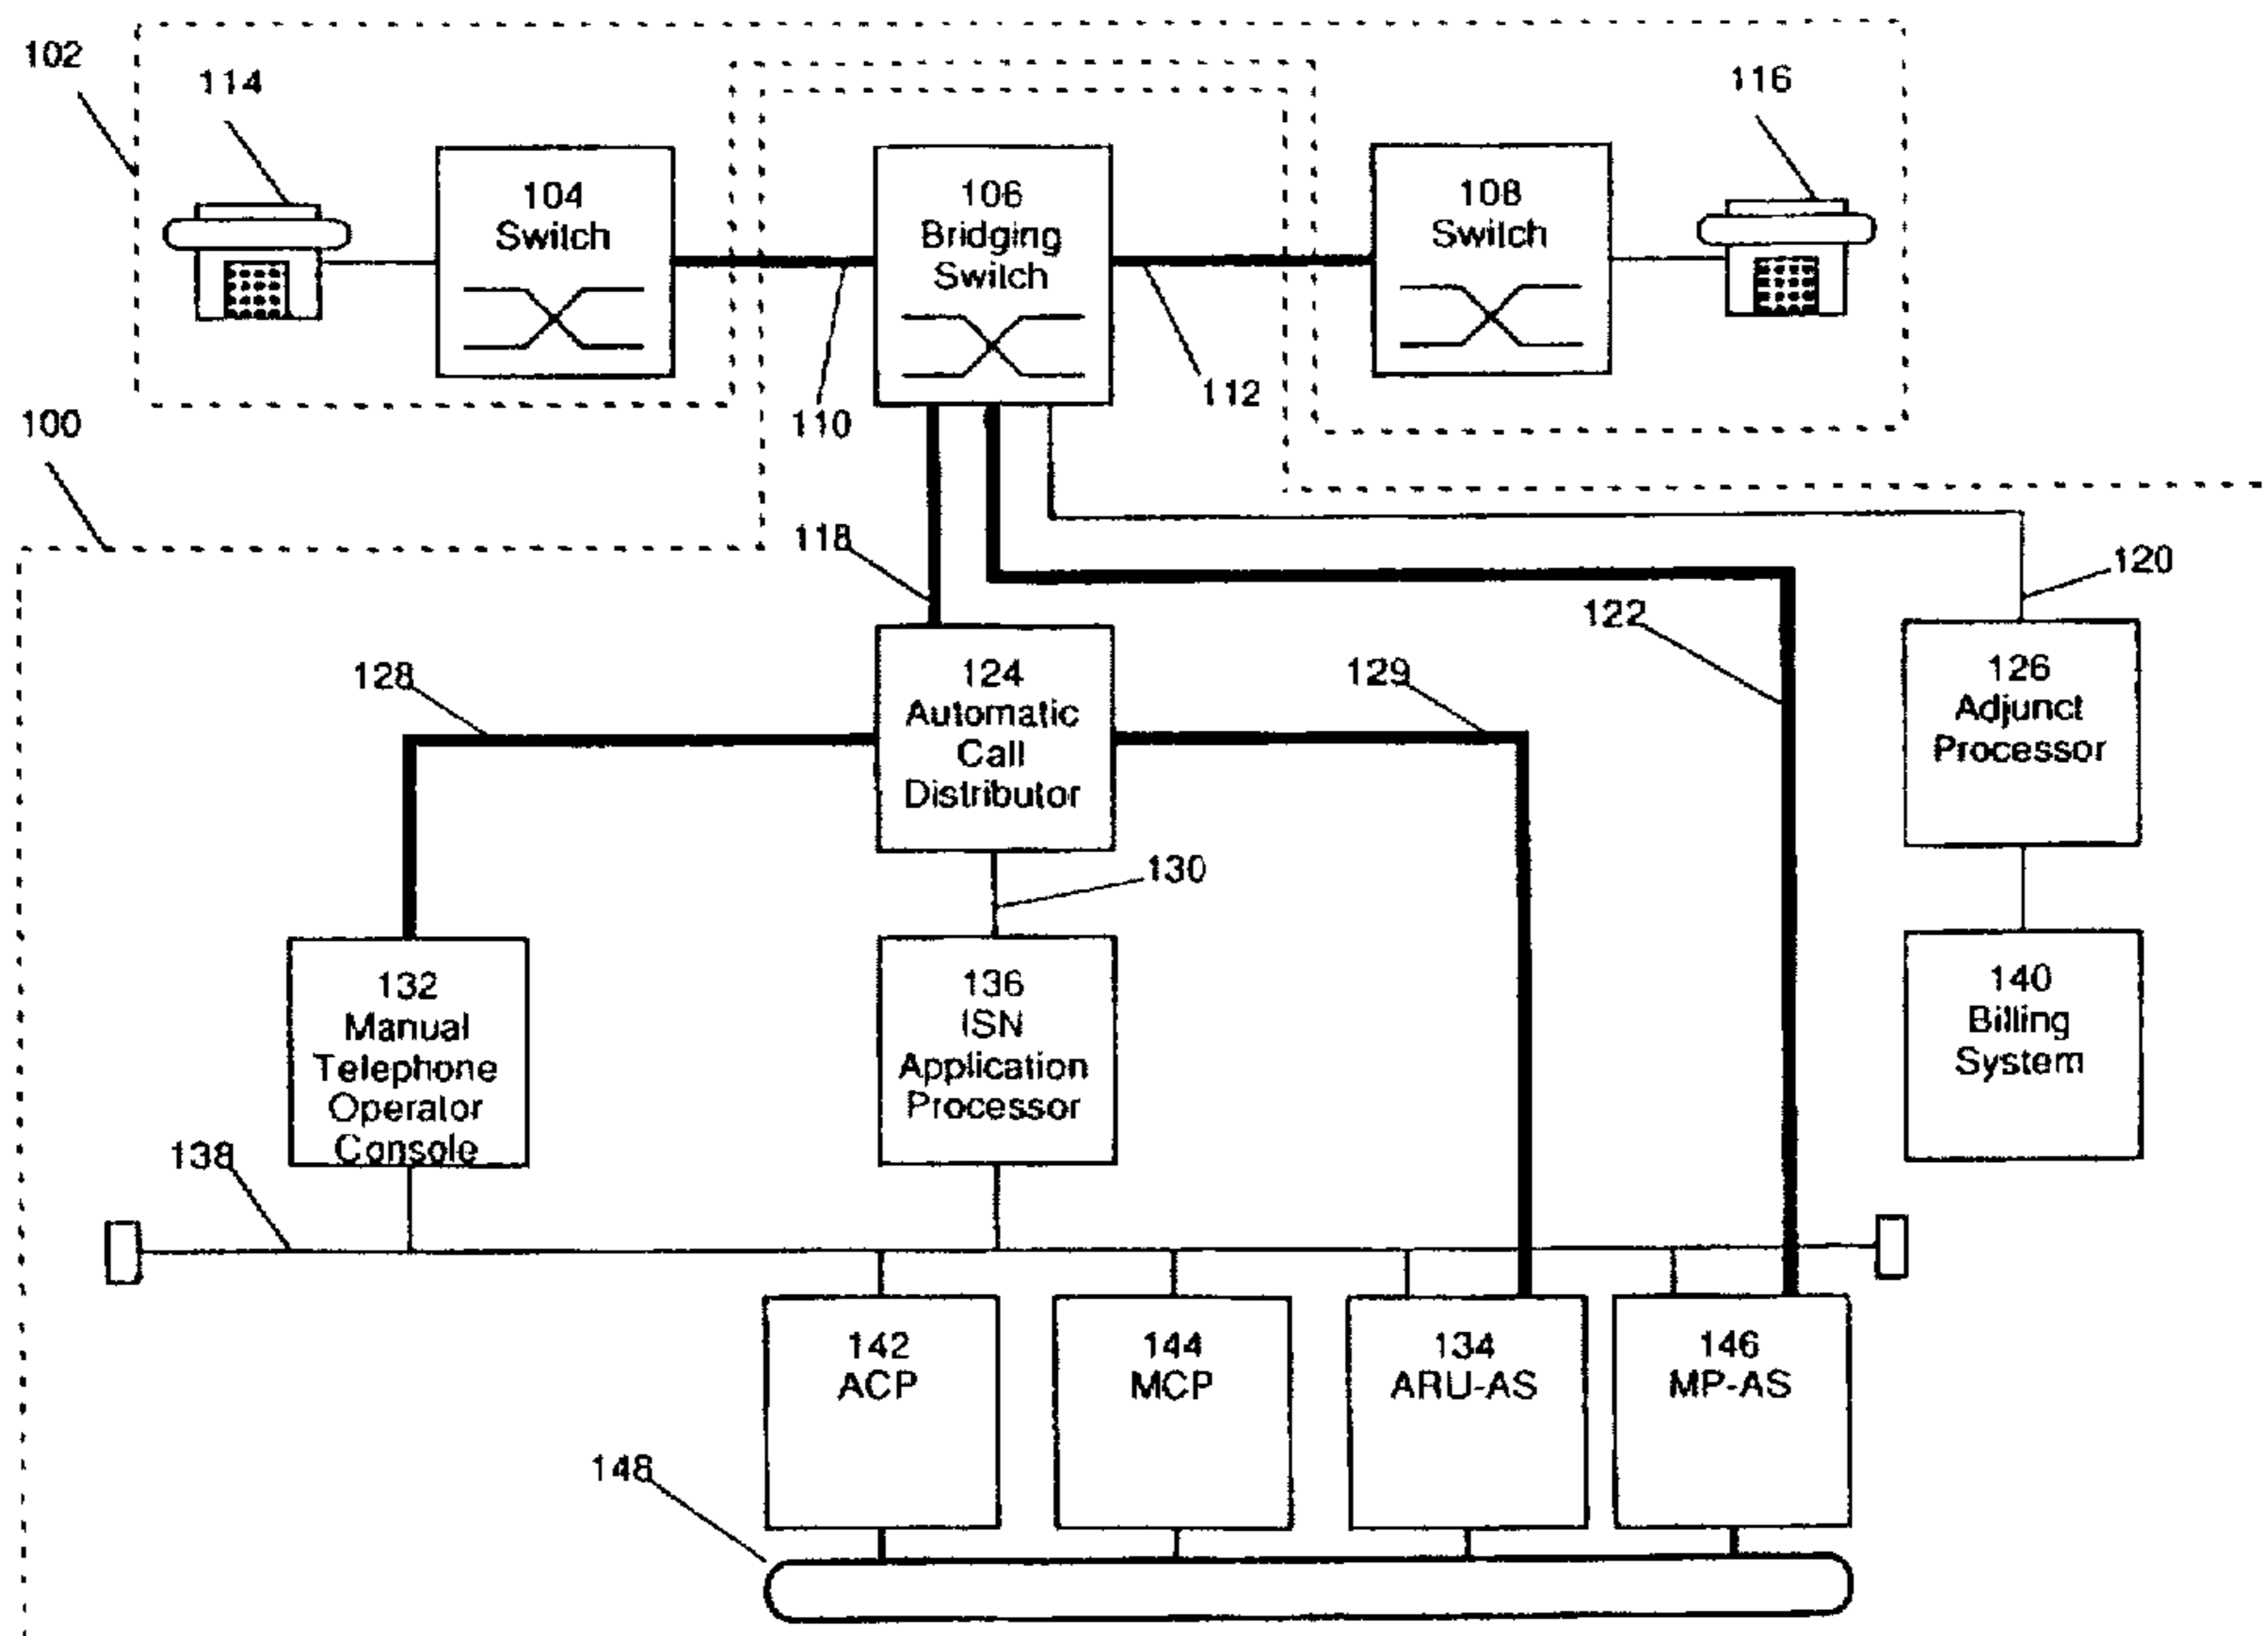 102
114
116
104
Switch
106
Bridging
Switch
108
Switch
110
112
100
118
120
122
124
Automatic
Call
Distributor
126
Adjunct
Processor
128
129
130
132
Manual
Telephone
Operator
Console
136
ISN
Application
Processor
140
Billing
System
138
142
ACP
144
MCP
134
ARU-AS
146
MP-AS
148